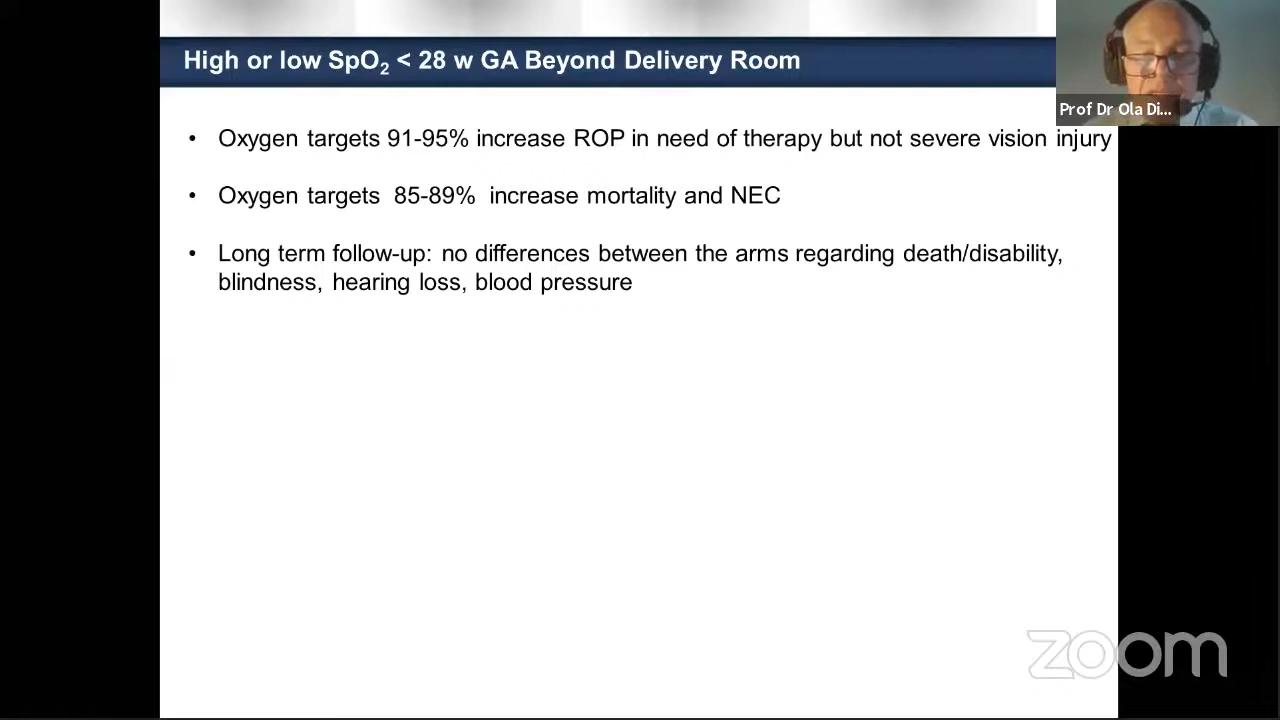 High or low SpO2 < 28 w GA Beyond Delivery Room
Prof Dr Ola Di...
• Oxygen targets 91-95% increase ROP in need of therapy but not severe vision injury
• Oxygen targets 85-89% increase mortality and NEC
• Long term follow-up: no differences between the arms regarding death/disability,
blindness, hearing loss, blood pressure
zoom